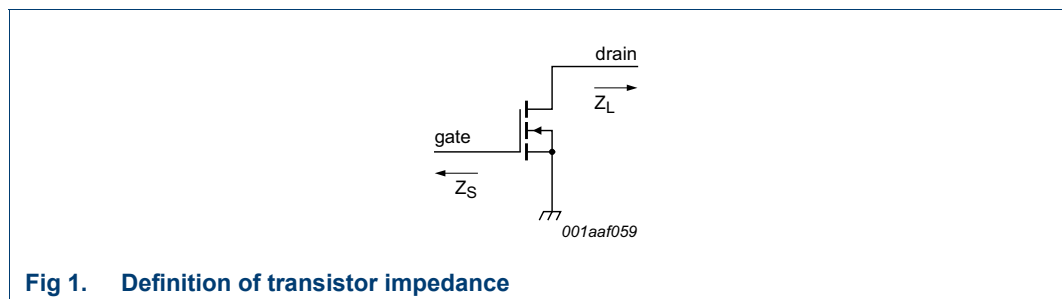 drain
Z_L
gate
Z_S
001aaf059
Fig 1. Definition of transistor impedance